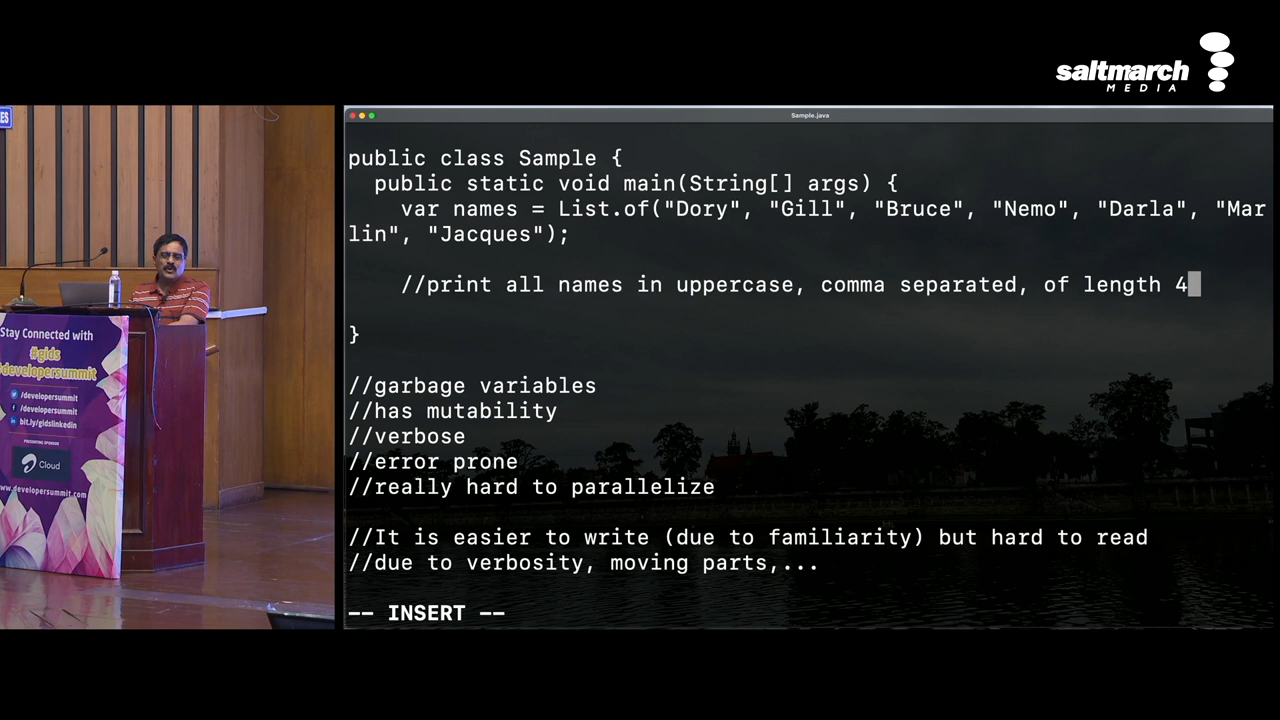 saltmarch
MEDIA
Sample.java
public class Sample {
  public static void main(String[] args) {
    var names = List.of("Dory", "Gill", "Bruce", "Nemo", "Darla", "Mar
lin", "Jacques");
    //print all names in uppercase, comma separated, of length 4
}
//garbage variables
//has mutability
//verbose
//error prone
//really hard to parallelize
//It is easier to write (due to familiarity) but hard to read
//due to verbosity, moving parts,...
-- INSERT --
Stay Connected with
#gids
#developersummit
/developersummit
/developersummit
bit.ly/gidslinkedin
PRESENTING SPONSOR
Cloud
www.developersummit.com